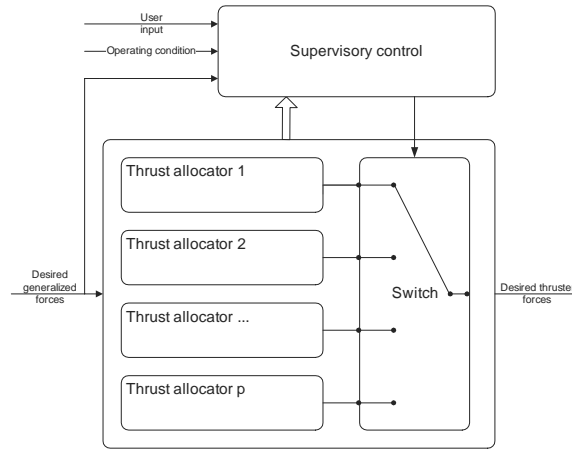 User
input
Operating condition
Supervisory control
Thrust allocator 1
Thrust allocator 2
Desired
generalized
forces
Switch
Desired thruster
forces
Thrust allocator ...
Thrust allocator p